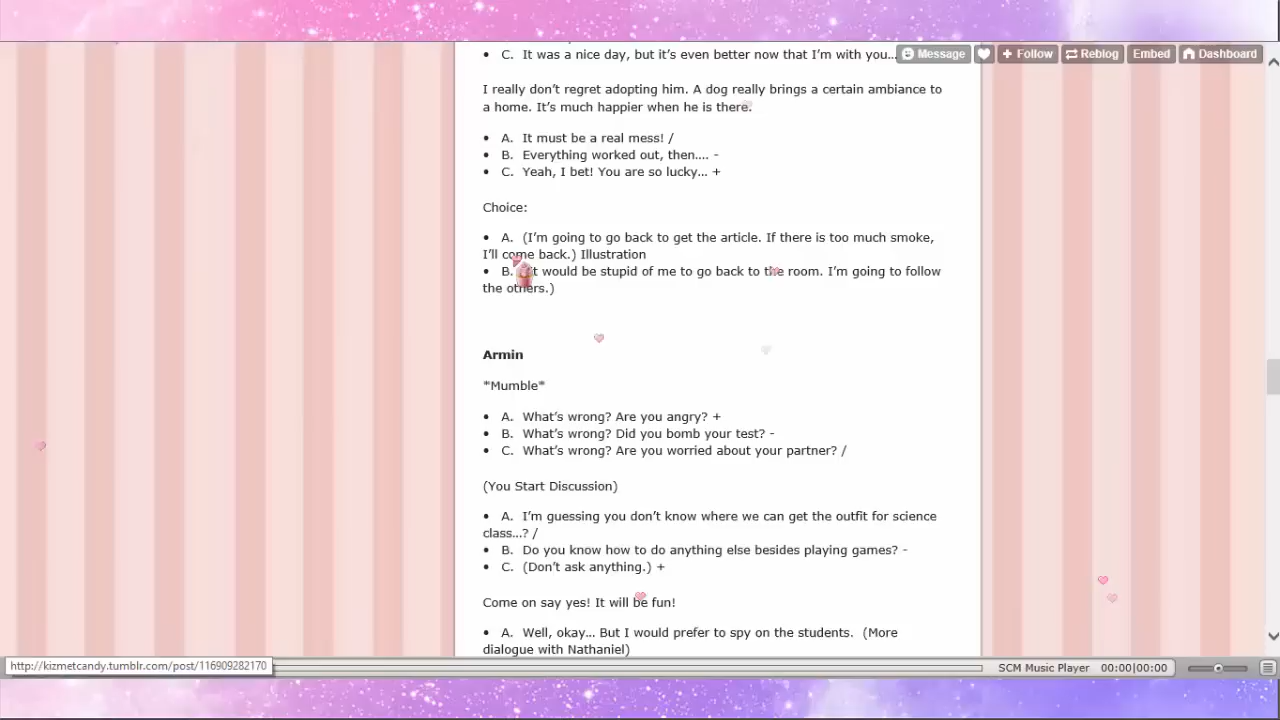 C. It was a nice day, but it’s even better now that I’m with you...
Message
Follow
Reblog
Embed
Dashboard
I really don’t regret adopting him. A dog really brings a certain ambiance to
a home. It’s much happier when he is there.
• A. It must be a real mess! /
• B. Everything worked out, then.... -
• C. Yeah, I bet! You are so lucky... +
Choice:
• A. (I’m going to go back to get the article. If there is too much smoke,
I’ll come back.) Illustration
• B. would be stupid of me to go back to the room. I’m going to follow
the others.)
Armin
*Mumble*
• A. What’s wrong? Are you angry? +
• B. What’s wrong? Did you bomb your test? -
• C. What’s wrong? Are you worried about your partner? /
(You Start Discussion)
• A. I’m guessing you don’t know where we can get the outfit for science
class...? /
• B. Do you know how to do anything else besides playing games? -
• C. (Don’t ask anything.) +
Come on say yes! It will be fun!
• A. Well, okay... But I would prefer to spy on the students. (More
dialogue with Nathaniel)
http://kizmetcandy.tumblr.com/post/116909282170
SCM Music Player 00:00|00:00